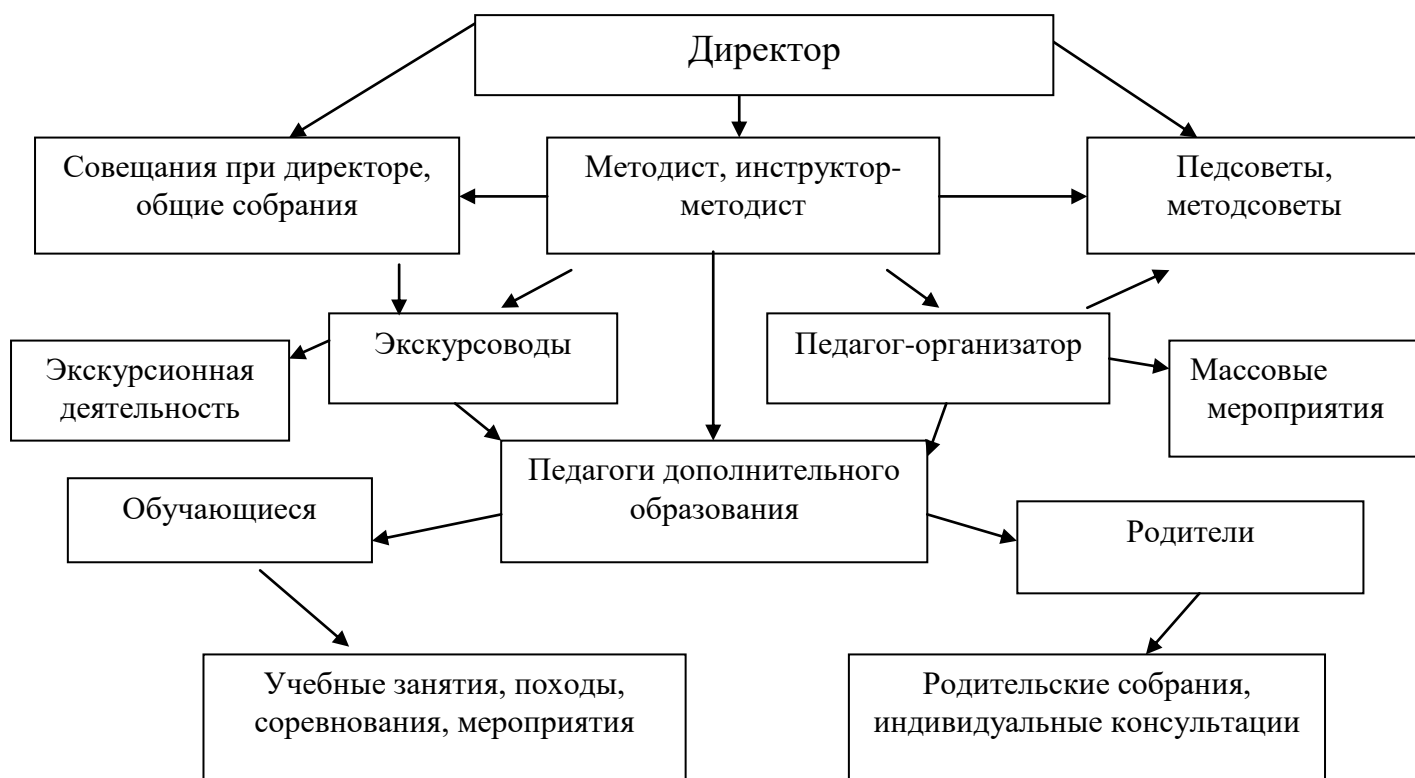 Директор
Совещания при директоре,
общие собрания
Методист, инструктор-
методист
Педсоветы,
методсоветы
Экскурсоводы
Педагог-организатор
Экскурсионная
деятельность
Массовые
мероприятия
Педагоги дополнительного
образования
Обучающиеся
Родители
Учебные занятия, походы,
соревнования, мероприятия
Родительские собрания,
индивидуальные консультации